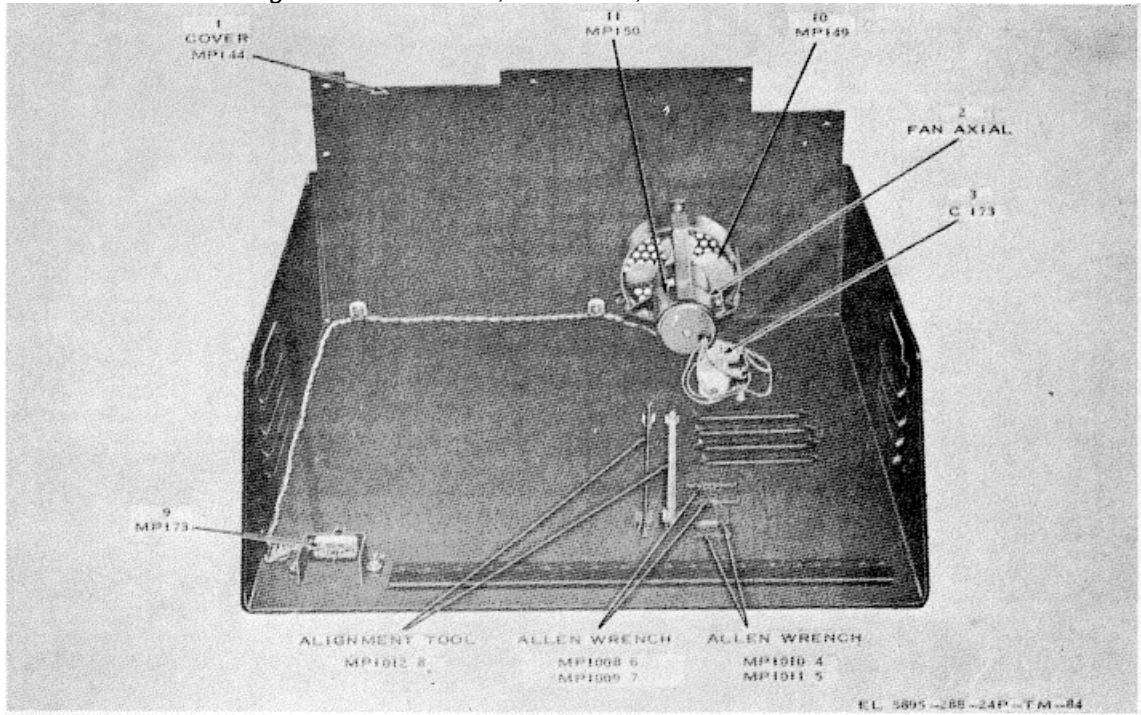 1
COVER
MP144
11
MP150
10
MP149
2
FAN AXIAL
3
C 173
9
MP173
ALIGNMENT TOOL
MP1012 8
ALLEN WRENCH
MP1008 6
MP1009 7
ALLEN WRENCH
MP1010 4
MP1011 5
EL 5895-288-24P-TM-84